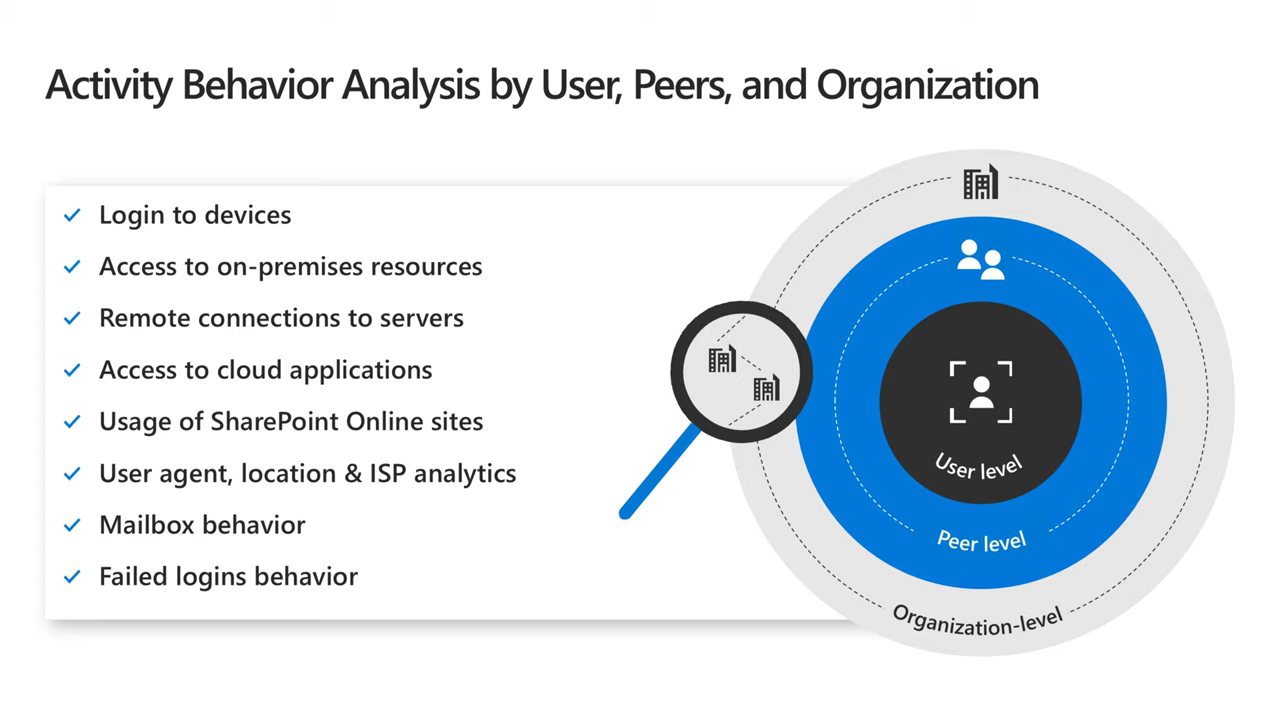 Activity Behavior Analysis by User, Peers, and Organization
Login to devices
Access to on-premises resources
Remote connections to servers
Access to cloud applications
Usage of SharePoint Online sites
User agent, location & ISP analytics
Mailbox behavior
Failed logins behavior
User level
Peer level
Organization-level